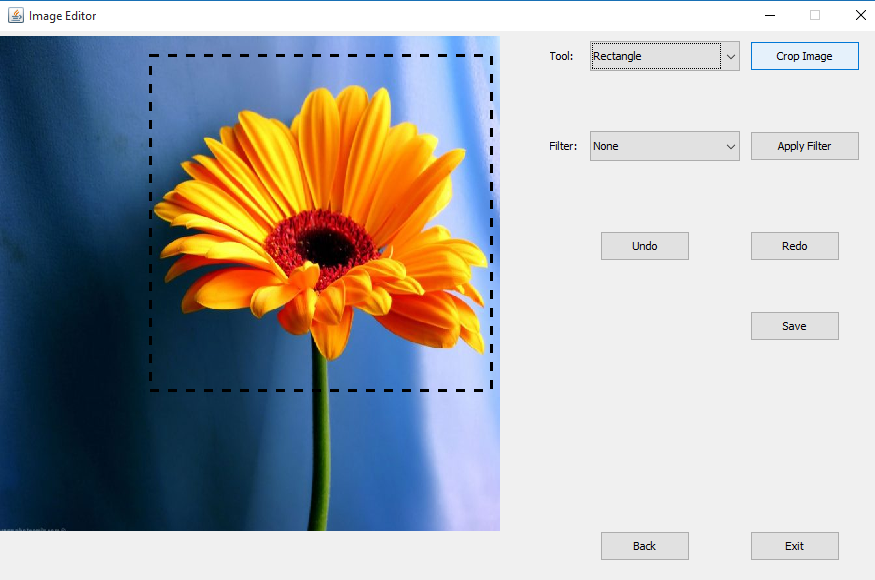 Image Editor
Tool: Rectangle Crop Image
Filter: None Apply Filter
Undo Redo
Save
Back Exit